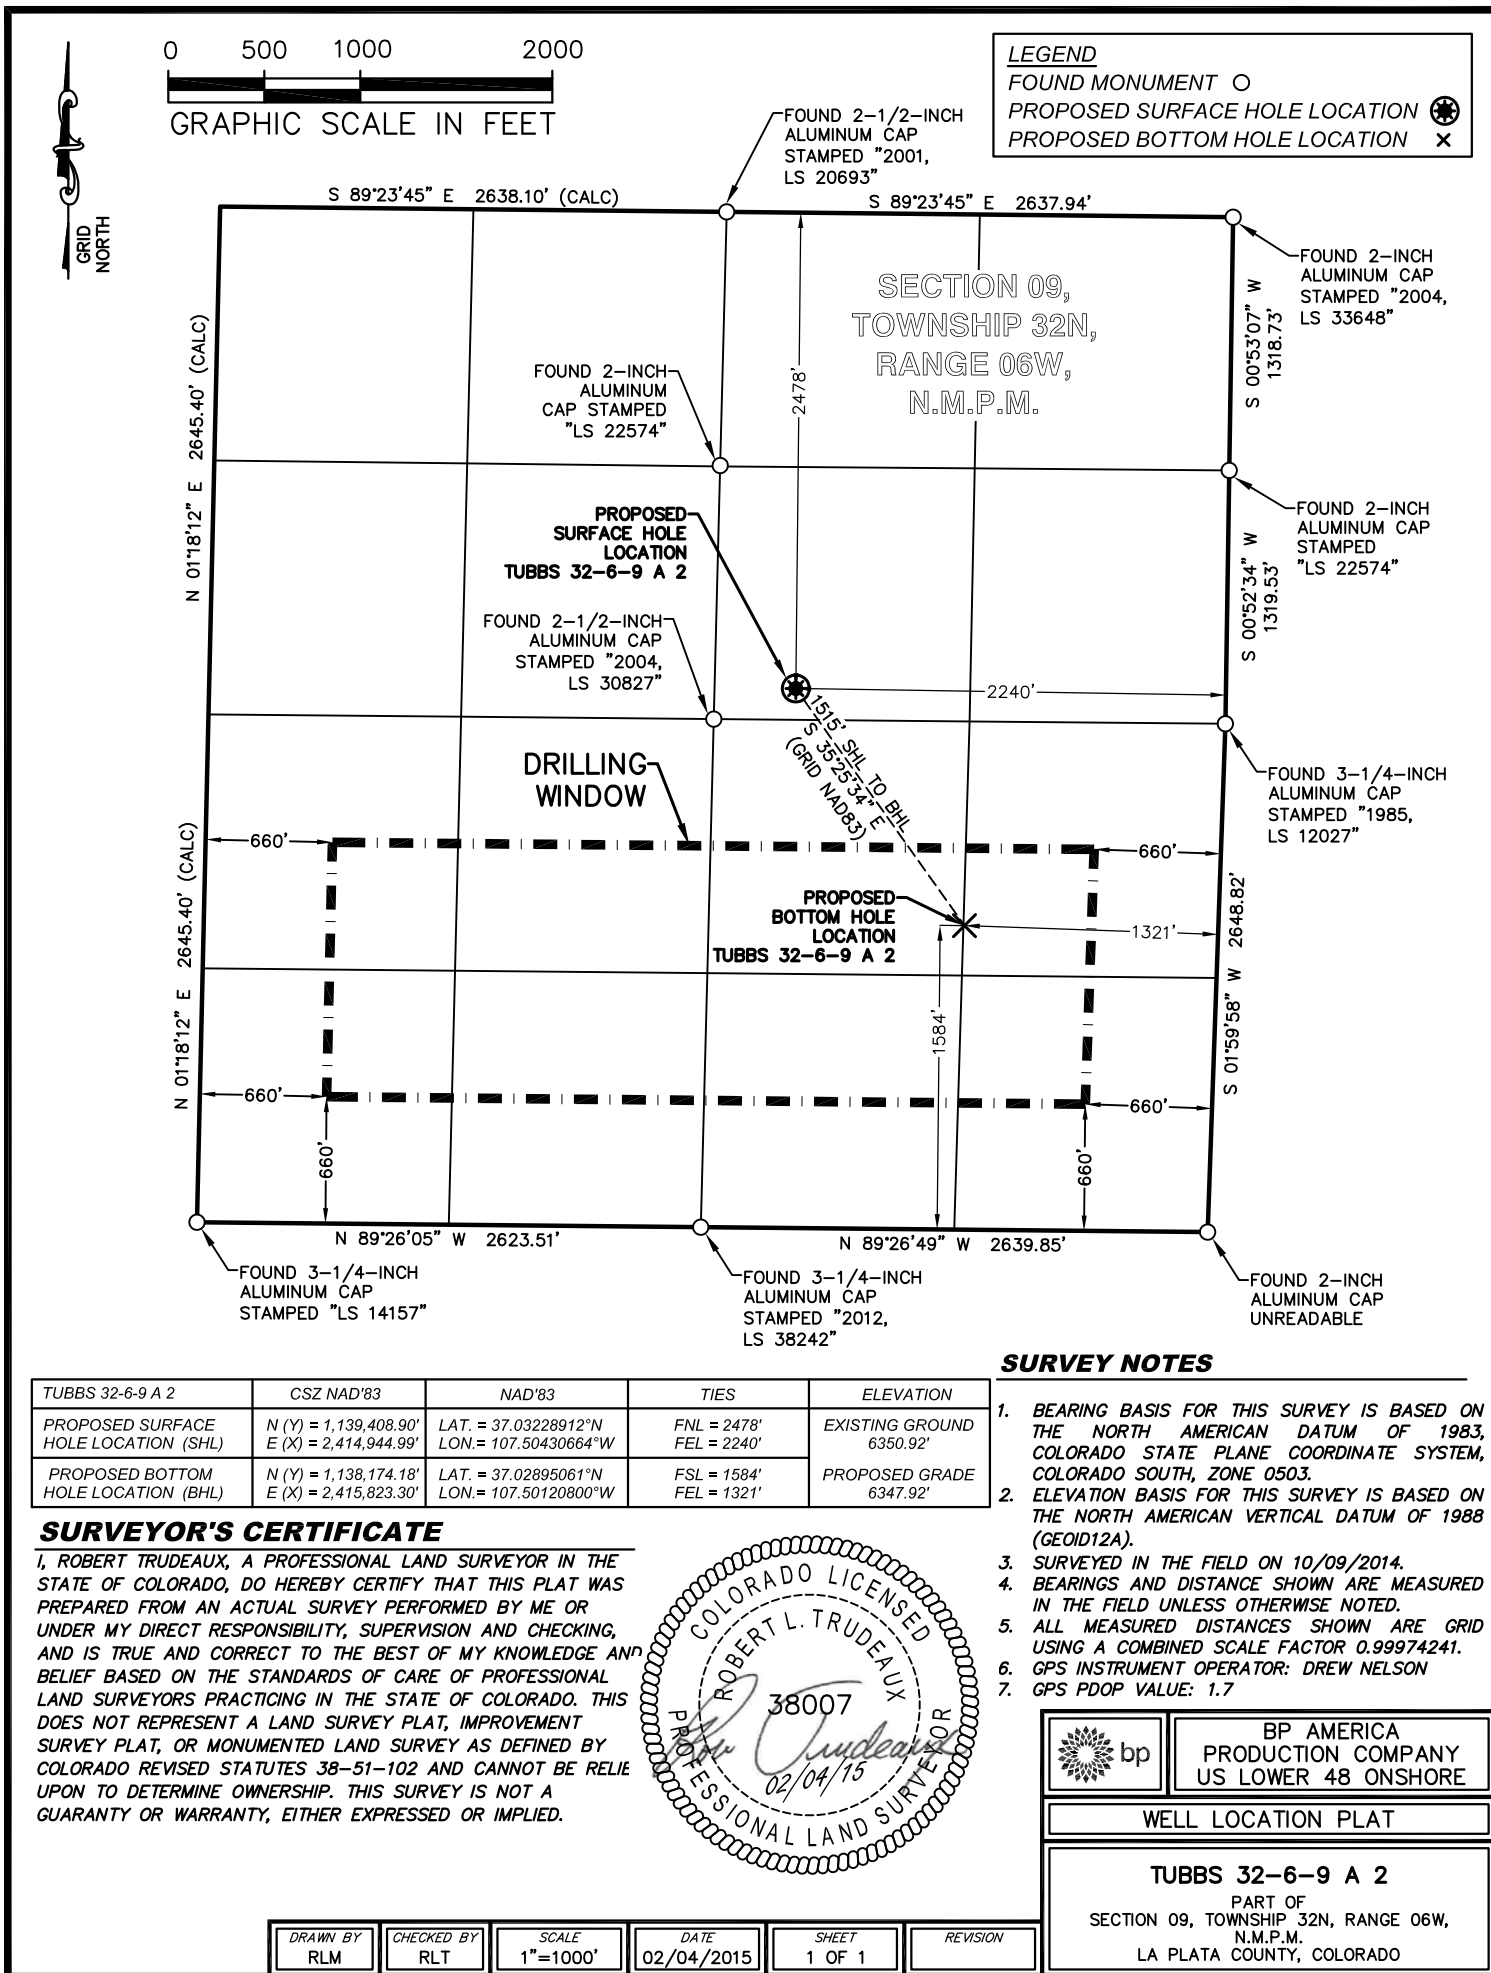 0 500 1000 2000
GRAPHIC SCALE IN FEET
GRID
NORTH
LEGEND
FOUND MONUMENT
PROPOSED SURFACE HOLE LOCATION
PROPOSED BOTTOM HOLE LOCATION
FOUND 2-1/2-INCH
ALUMINUM CAP
STAMPED "2001,
LS 20693"
S 89°23'45" E 2638.10' (CALC)
S 89°23'45" E 2637.94'
FOUND 2-INCH
ALUMINUM CAP
STAMPED "2004,
LS 33648"
SECTION 09,
TOWNSHIP 32N,
RANGE 06W,
N.M.P.M.
N 01°18'12" E 2645.40' (CALC)
2478'
S 00°53'07" W
1318.73'
FOUND 2-INCH
ALUMINUM
CAP STAMPED
"LS 22574"
FOUND 2-INCH
ALUMINUM CAP
STAMPED
"LS 22574"
PROPOSED
SURFACE HOLE
LOCATION
TUBBS 32-6-9 A 2
S 00°52'34" W
1319.53'
FOUND 2-1/2-INCH
ALUMINUM CAP
STAMPED "2004,
LS 30827"
2240'
1515' SHL TO BHL
S 35°25'34" E
(GRID NAD83)
DRILLING
WINDOW
FOUND 3-1/4-INCH
ALUMINUM CAP
STAMPED "1985,
LS 12027"
660'
660'
N 01°18'12" E 2645.40' (CALC)
PROPOSED
BOTTOM HOLE
LOCATION
TUBBS 32-6-9 A 2
1321'
1584'
S 01°59'58" W 2648.82'
660'
660'
660'
660'
N 89°26'05" W 2623.51'
N 89°26'49" W 2639.85'
FOUND 3-1/4-INCH
ALUMINUM CAP
STAMPED "LS 14157"
FOUND 3-1/4-INCH
ALUMINUM CAP
STAMPED "2012,
LS 38242"
FOUND 2-INCH
ALUMINUM CAP
UNREADABLE
TUBBS 32-6-9 A 2 CSZ NAD'83 NAD'83 TIES ELEVATION
PROPOSED SURFACE N (Y) = 1,139,408.90' LAT. = 37.03228912°N FNL = 2478' EXISTING GROUND
HOLE LOCATION (SHL) E (X) = 2,414,944.99' LON.= 107.50430664°W FEL = 2240' 6350.92'
PROPOSED BOTTOM N (Y) = 1,138,174.18' LAT. = 37.02895061°N FSL = 1584' PROPOSED GRADE
HOLE LOCATION (BHL) E (X) = 2,415,823.30' LON.= 107.50120800°W FEL = 1321' 6347.92'
SURVEY NOTES
1. BEARING BASIS FOR THIS SURVEY IS BASED ON
THE NORTH AMERICAN DATUM OF 1983,
COLORADO STATE PLANE COORDINATE SYSTEM,
COLORADO SOUTH, ZONE 0503.
2. ELEVATION BASIS FOR THIS SURVEY IS BASED ON
THE NORTH AMERICAN VERTICAL DATUM OF 1988
(GEOID12A).
3. SURVEYED IN THE FIELD ON 10/09/2014.
4. BEARINGS AND DISTANCE SHOWN ARE MEASURED
IN THE FIELD UNLESS OTHERWISE NOTED.
5. ALL MEASURED DISTANCES SHOWN ARE GRID
USING A COMBINED SCALE FACTOR 0.99974241.
6. GPS INSTRUMENT OPERATOR: DREW NELSON
7. GPS PDOP VALUE: 1.7
SURVEYOR'S CERTIFICATE
I, ROBERT TRUDEAUX, A PROFESSIONAL LAND SURVEYOR IN THE
STATE OF COLORADO, DO HEREBY CERTIFY THAT THIS PLAT WAS
PREPARED FROM AN ACTUAL SURVEY PERFORMED BY ME OR
UNDER MY DIRECT RESPONSIBILITY, SUPERVISION AND CHECKING,
AND IS TRUE AND CORRECT TO THE BEST OF MY KNOWLEDGE AND
BELIEF BASED ON THE STANDARDS OF CARE OF PROFESSIONAL
LAND SURVEYORS PRACTICING IN THE STATE OF COLORADO. THIS
DOES NOT REPRESENT A LAND SURVEY PLAT, IMPROVEMENT
SURVEY PLAT, OR MONUMENTED LAND SURVEY AS DEFINED BY
COLORADO REVISED STATUTES 38-51-102 AND CANNOT BE RELIE
UPON TO DETERMINE OWNERSHIP. THIS SURVEY IS NOT A
GUARANTY OR WARRANTY, EITHER EXPRESSED OR IMPLIED.
COLORADO LICENSED
ROBERT L. TRUDEAUX
38007
02/04/15
PROFESSIONAL LAND SURVEYOR
bp
BP AMERICA
PRODUCTION COMPANY
US LOWER 48 ONSHORE
WELL LOCATION PLAT
TUBBS 32-6-9 A 2
PART OF
SECTION 09, TOWNSHIP 32N, RANGE 06W,
N.M.P.M.
LA PLATA COUNTY, COLORADO
DRAWN BY CHECKED BY SCALE DATE SHEET REVISION
RLM RLT 1"=1000' 02/04/2015 1 OF 1